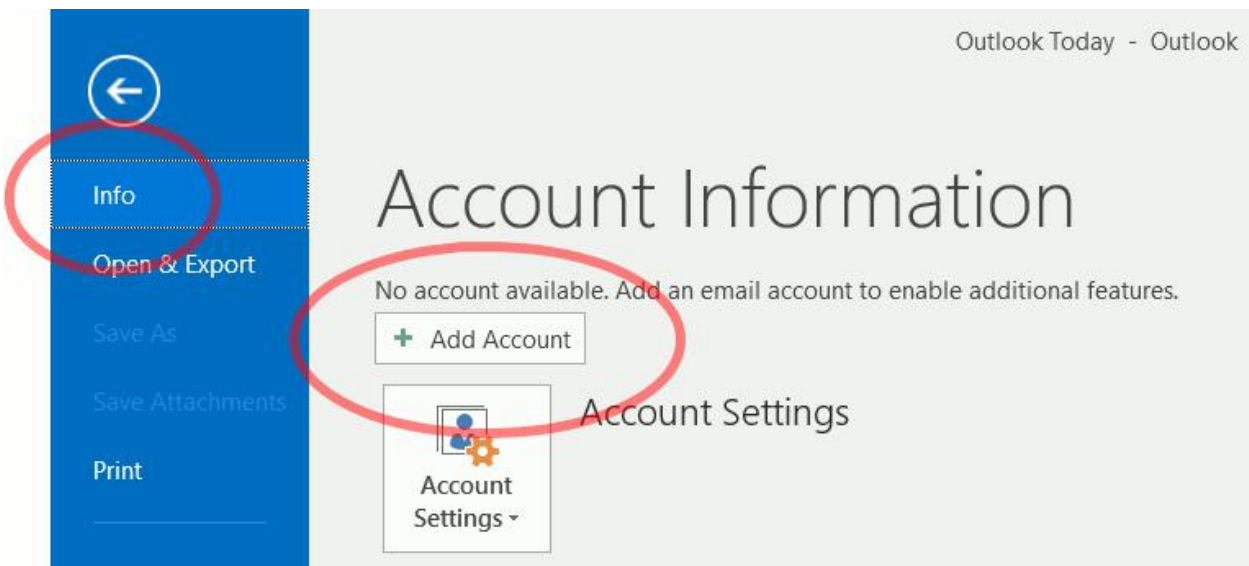 Outlook Today - Outlook
Info
Open & Export
Save As
Save Attachments
Print
Account Information
No account available. Add an email account to enable additional features.
+ Add Account
Account
Settings
Account Settings